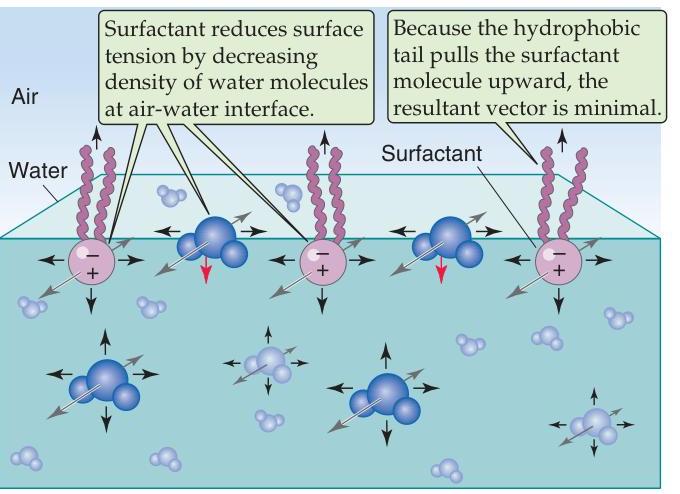 Surfactant reduces surface
tension by decreasing
density of water molecules
at air-water interface.
Because the hydrophobic
tail pulls the surfactant
molecule upward, the
resultant vector is minimal.
Air
Water
Surfactant
−
+
−
+
−
+